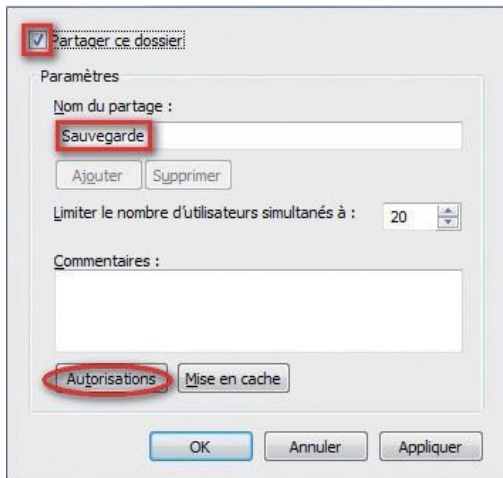 Partager ce dossier
Paramètres
Nom du partage :
Sauvegarde
Ajouter Supprimer
Limiter le nombre d'utilisateurs simultanés à : 20
Commentaires :
Autorisations Mise en cache
OK Annuler Appliquer